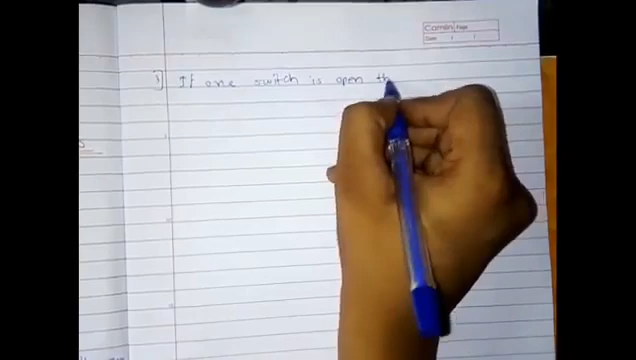 Camlin Page
Date / /
1] If one switch is open th
S